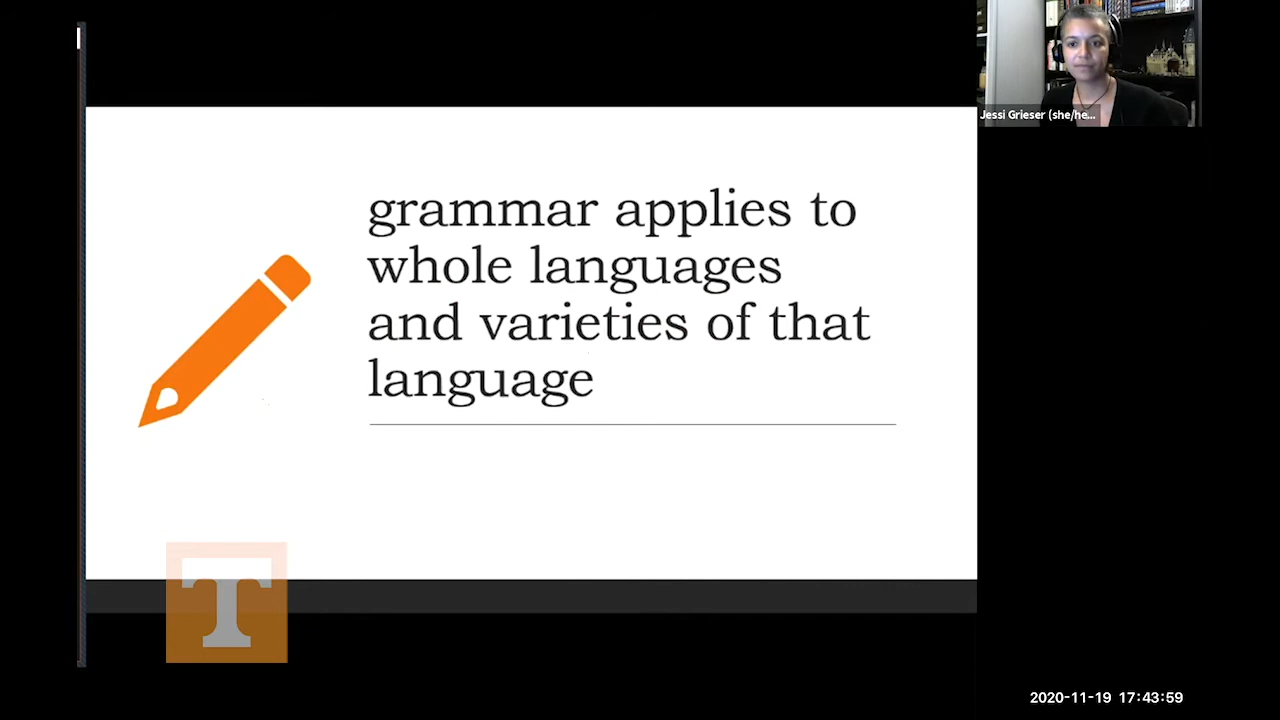 Jessi Grieser (she/he...
grammar applies to
whole languages
and varieties of that
language
T
2020-11-19 17:43:59